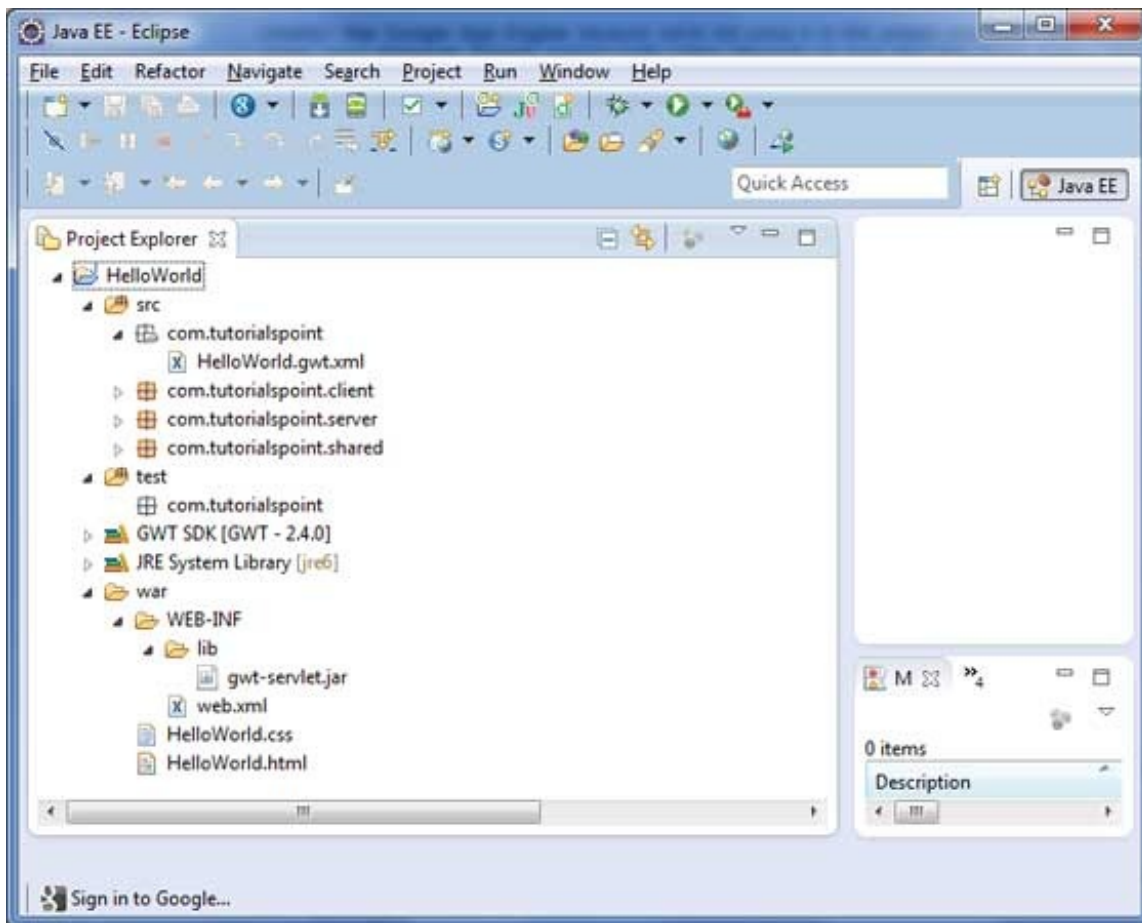 Java EE - Eclipse
File Edit Refactor Navigate Search Project Run Window Help
Quick Access
Java EE
Project Explorer
HelloWorld
src
com.tutorialspoint
HelloWorld.gwt.xml
com.tutorialspoint.client
com.tutorialspoint.server
com.tutorialspoint.shared
test
com.tutorialspoint
GWT SDK [GWT - 2.4.0]
JRE System Library [jre6]
war
WEB-INF
lib
gwt-servlet.jar
web.xml
HelloWorld.css
HelloWorld.html
M
4
0 items
Description
Sign in to Google...